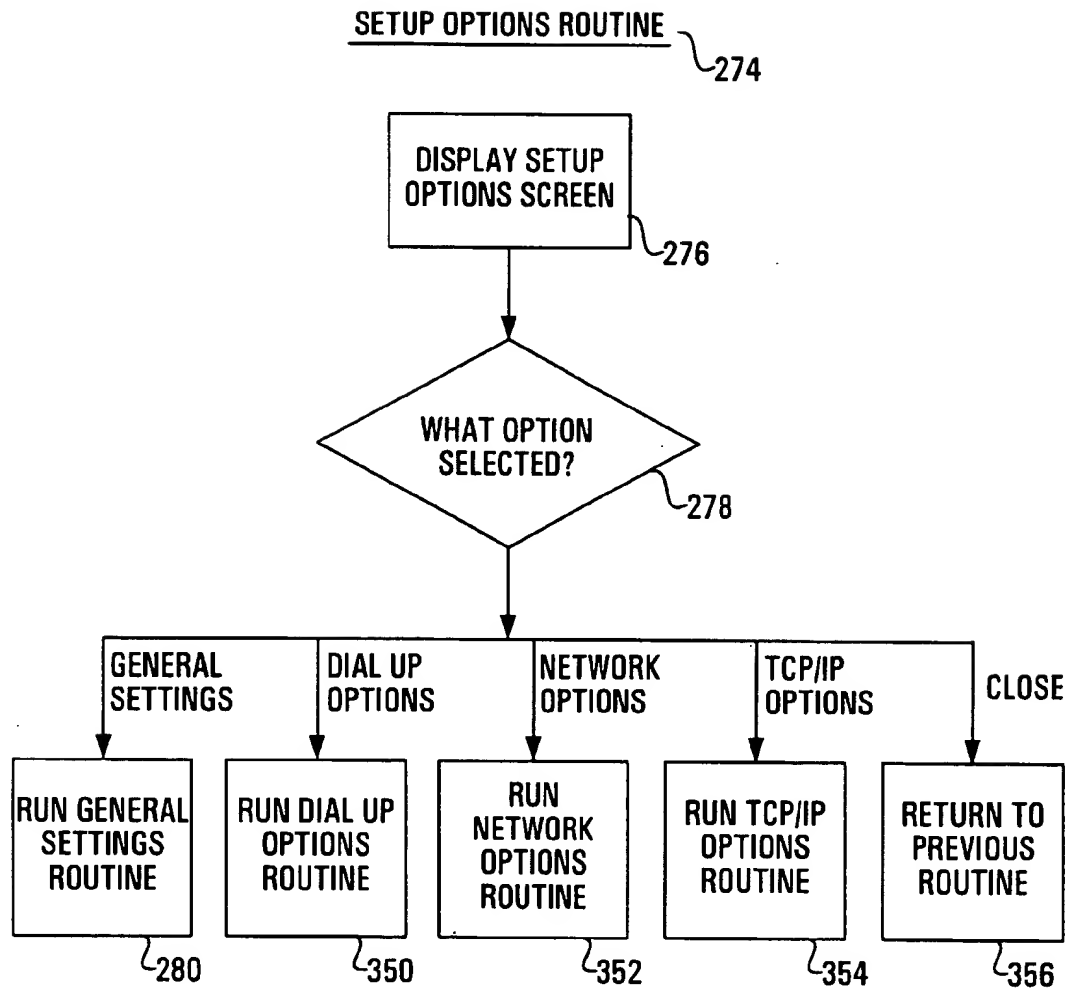 SETUP OPTIONS ROUTINE
274
DISPLAY SETUP
OPTIONS SCREEN
276
WHAT OPTION
SELECTED?
278
GENERAL
SETTINGS
DIAL UP
OPTIONS
NETWORK
OPTIONS
TCP/IP
OPTIONS
CLOSE
RUN GENERAL
SETTINGS
ROUTINE
280
RUN DIAL UP
OPTIONS
ROUTINE
350
RUN
NETWORK
OPTIONS
ROUTINE
352
RUN TCP/IP
OPTIONS
ROUTINE
354
RETURN TO
PREVIOUS
ROUTINE
356